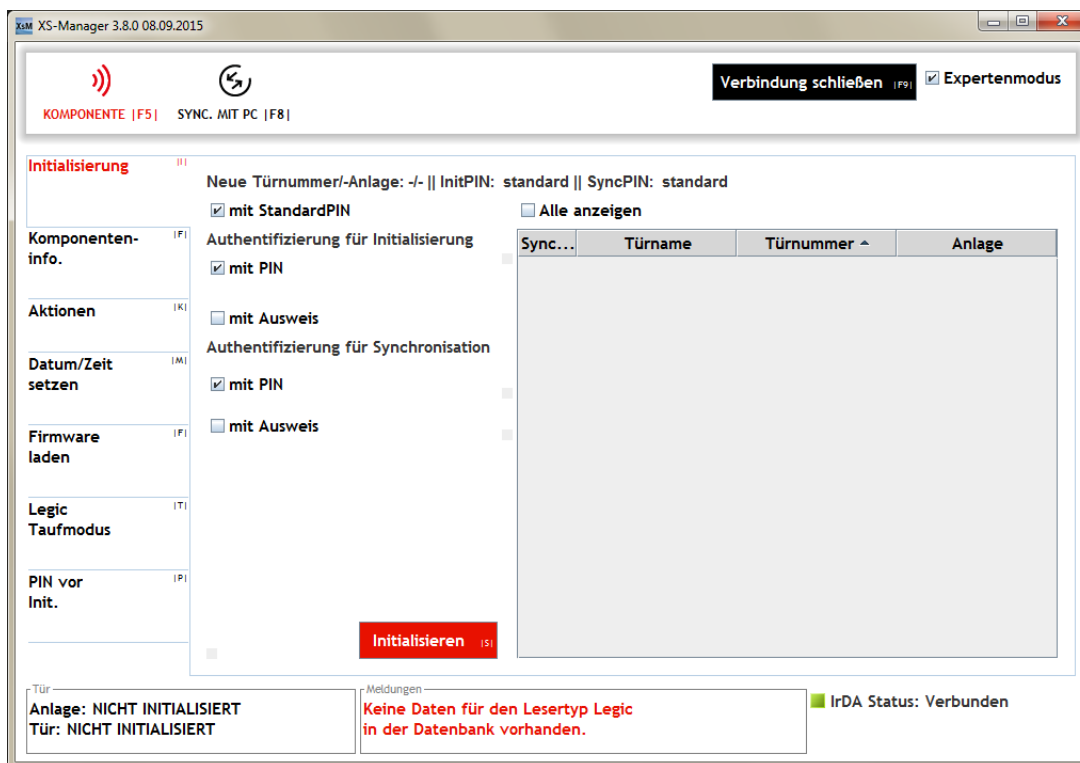 XsM XS-Manager 3.8.0 08.09.2015
KOMPONENTE |F5|
SYNC. MIT PC |F8|
Verbindung schließen |F9|
Expertenmodus
Initialisierung |I|
Komponenten- |F|
info.
Aktionen |K|
Datum/Zeit |M|
setzen
Firmware |F|
laden
Legic |T|
Taufmodus
PIN vor |P|
Init.
Neue Türnummer/-Anlage: -/- || InitPIN: standard || SyncPIN: standard
mit StandardPIN
Alle anzeigen
Authentifizierung für Initialisierung
mit PIN
mit Ausweis
Authentifizierung für Synchronisation
mit PIN
mit Ausweis
Sync... Türname Türnummer Anlage
Initialisieren |S|
Tür
Anlage: NICHT INITIALISIERT
Tür: NICHT INITIALISIERT
Meldungen
Keine Daten für den Lesertyp Legic
in der Datenbank vorhanden.
IrDA Status: Verbunden